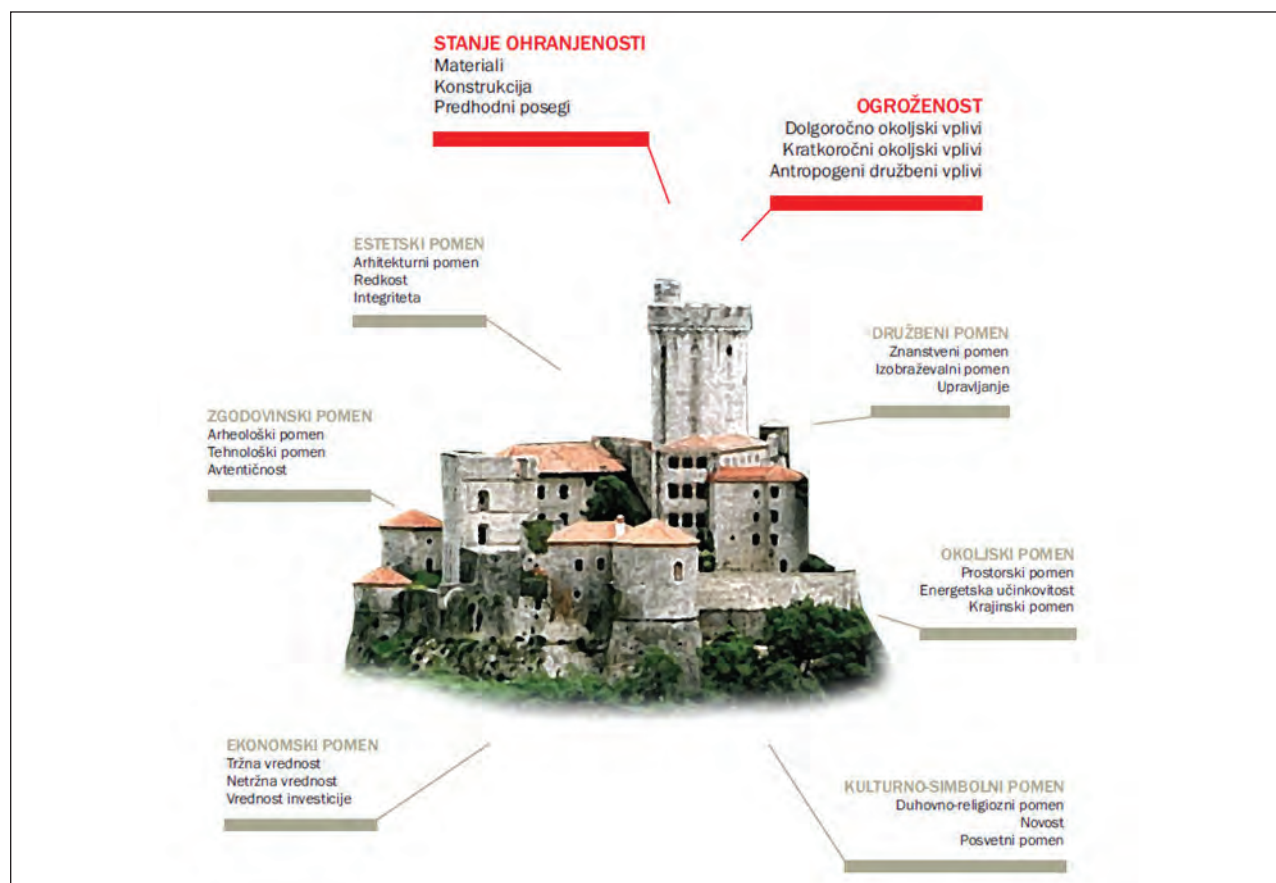 STANJE OHRANJENOSTI
Materiali
Konstrukcija
Predhodni posegi
OGROŽENOST
Dolgoročno okoljski vplivi
Kratkoročni okoljski vplivi
Antropogeni družbeni vplivi
ESTETSKI POMEN
Arhitekturni pomen
Redkost
Integriteta
DRUŽBENI POMEN
Znanstveni pomen
Izobraževalni pomen
Upravljanje
ZGODOVINSKI POMEN
Arheološki pomen
Tehnološki pomen
Avtentičnost
OKOLJSKI POMEN
Prostorski pomen
Energetska učinkovitost
Krajinski pomen
EKONOMSKI POMEN
Tržna vrednost
Netržna vrednost
Vrednost investicije
KULTURNO-SIMBOLNI POMEN
Duhovno-religiozni pomen
Novost
Posvetni pomen